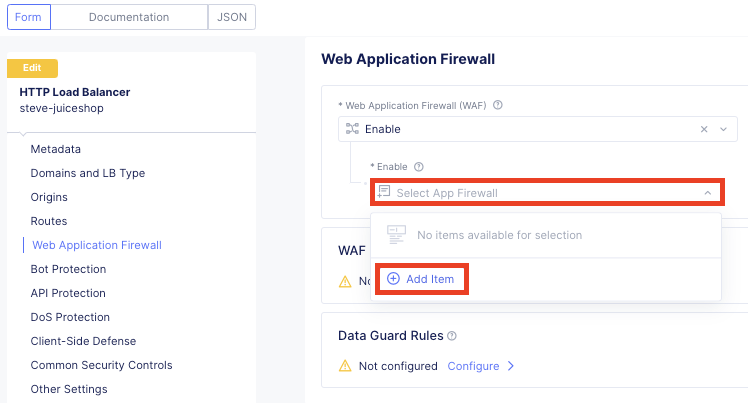 Form
Documentation
JSON
Edit
HTTP Load Balancer
steve-juiceshop
Metadata
Domains and LB Type
Origins
Routes
Web Application Firewall
Bot Protection
API Protection
DoS Protection
Client-Side Defense
Common Security Controls
Other Settings
Web Application Firewall
* Web Application Firewall (WAF)
Enable
* Enable
Select App Firewall
No items available for selection
Add Item
WAF
Data Guard Rules
Not configured Configure